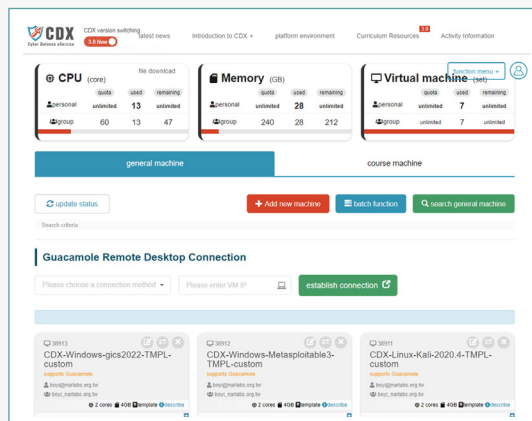 CDX
Cyber Defense eXercise
CDX version switching
3.0 Now
latest news
Introduction to CDX +
platform environment
Curriculum Resources
3.0
Activity Information
function menu +
CPU (core)
file download
quota used remaining
personal unlimited 13 unlimited
group 60 13 47
Memory (GB)
quota used remaining
personal unlimited 28 unlimited
group 240 28 212
Virtual machine (set)
quota used remaining
personal unlimited 7 unlimited
group unlimited 7 unlimited
general machine
course machine
update status
Add new machine
batch function
search general machine
Search criteria:
Guacamole Remote Desktop Connection
Please choose a connection method
Please enter VM IP
establish connection
38913
CDX-Windows-gics2022-TMPL-
custom
supports Guacamole
boyi@narlabs.org.tw
boyi_narlabs.org.tw
2 cores 4GB template describe
38912
CDX-Windows-Metasploitable3-
TMPL-custom
supports Guacamole
boyi@narlabs.org.tw
boyi_narlabs.org.tw
2 cores 4GB template describe
38911
CDX-Linux-Kali-2020.4-TMPL-
custom
supports Guacamole
boyi@narlabs.org.tw
boyi_narlabs.org.tw
2 cores 4GB template describe